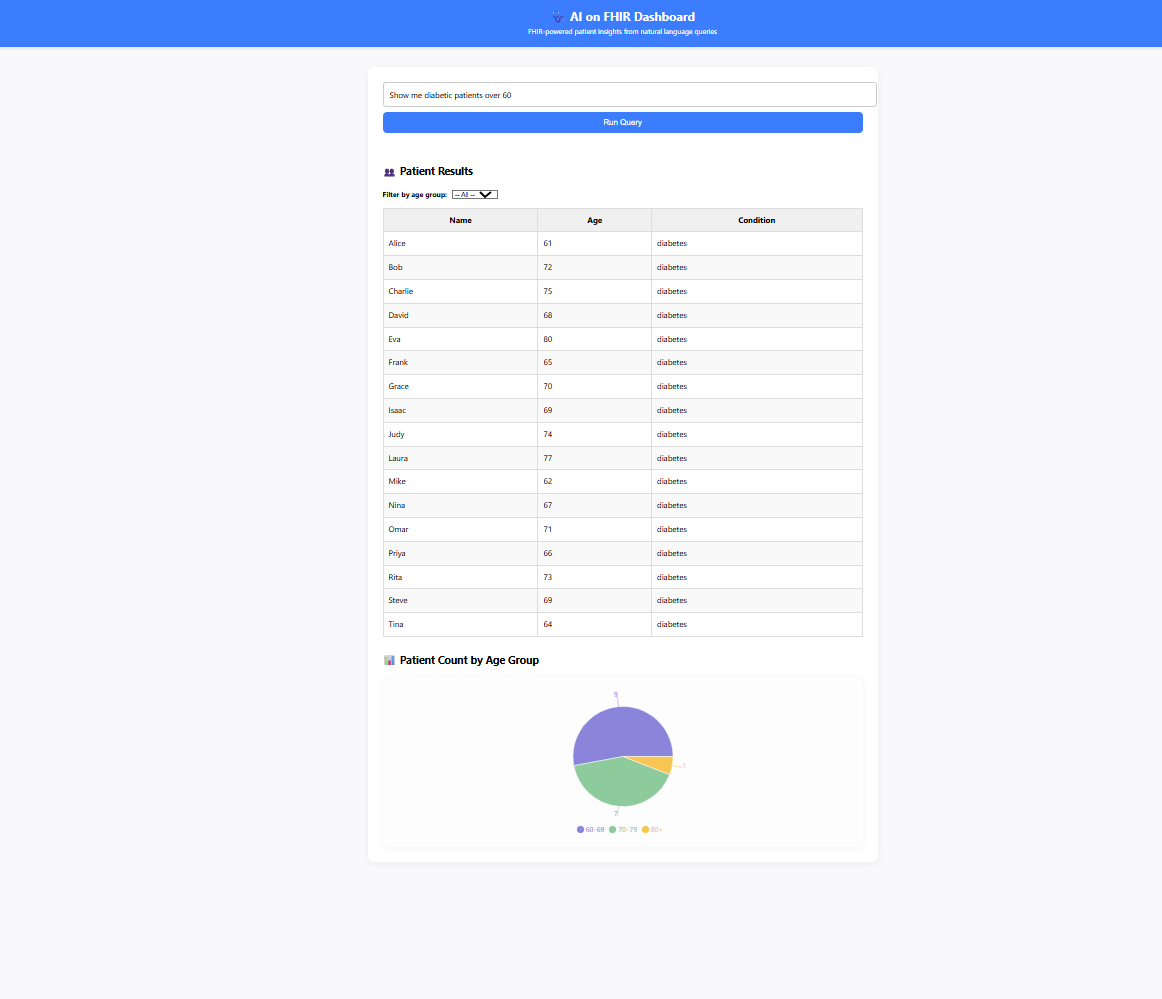 AI on FHIR Dashboard
FHIR-powered patient insights from natural language queries
Show me diabetic patients over 60
Run Query
Patient Results
Filter by age group: -- All --
Name Age Condition
Alice 61 diabetes
Bob 72 diabetes
Charlie 75 diabetes
David 68 diabetes
Eva 80 diabetes
Frank 65 diabetes
Grace 70 diabetes
Isaac 69 diabetes
Judy 74 diabetes
Laura 77 diabetes
Mike 62 diabetes
Nina 67 diabetes
Omar 71 diabetes
Priya 66 diabetes
Rita 73 diabetes
Steve 69 diabetes
Tina 64 diabetes
Patient Count by Age Group
9
1
7
60-69 70-79 80+